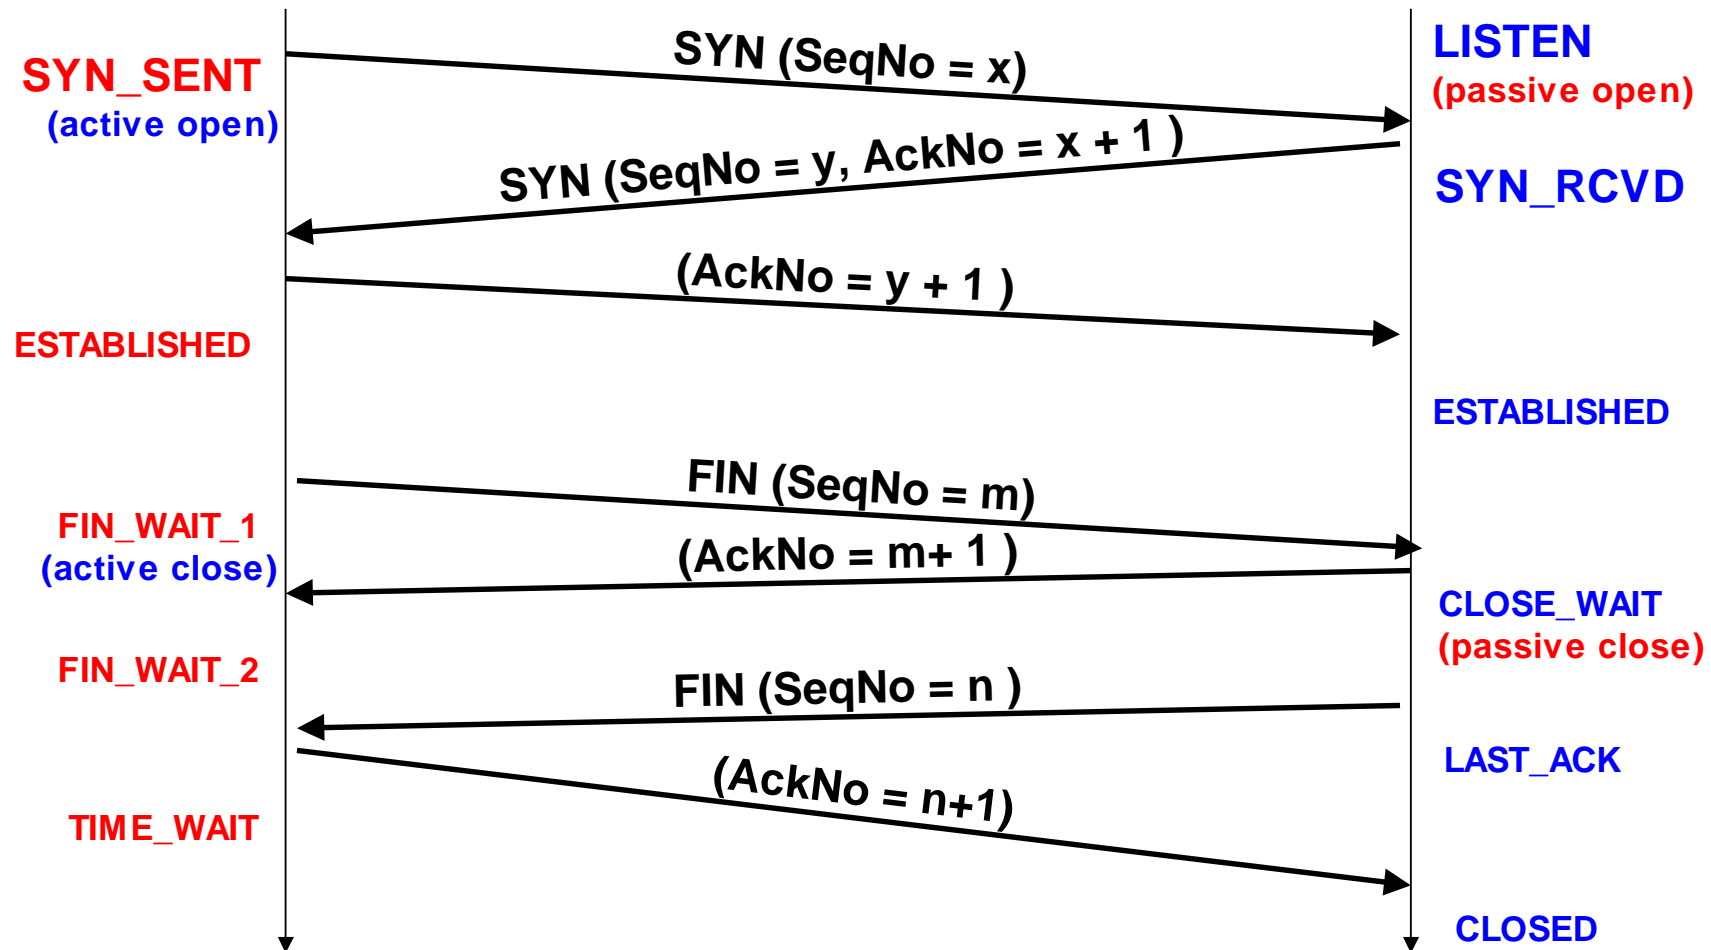 SYN (SeqNo = x)
LISTEN
SYN_SENT
(passive open)
(active open)
SYN (SeqNo = y, AckNo = x + 1 )
SYN_RCVD
(AckNo = y + 1 )
ESTABLISHED
ESTABLISHED
FIN (SeqNo = m)
FIN_WAIT_1
(AckNo = m+ 1 )
(active close)
CLOSE_WAIT
(passive close)
FIN_WAIT_2
FIN (SeqNo = n )
LAST_ACK
(AckNo = n+1)
TIME_WAIT
CLOSED